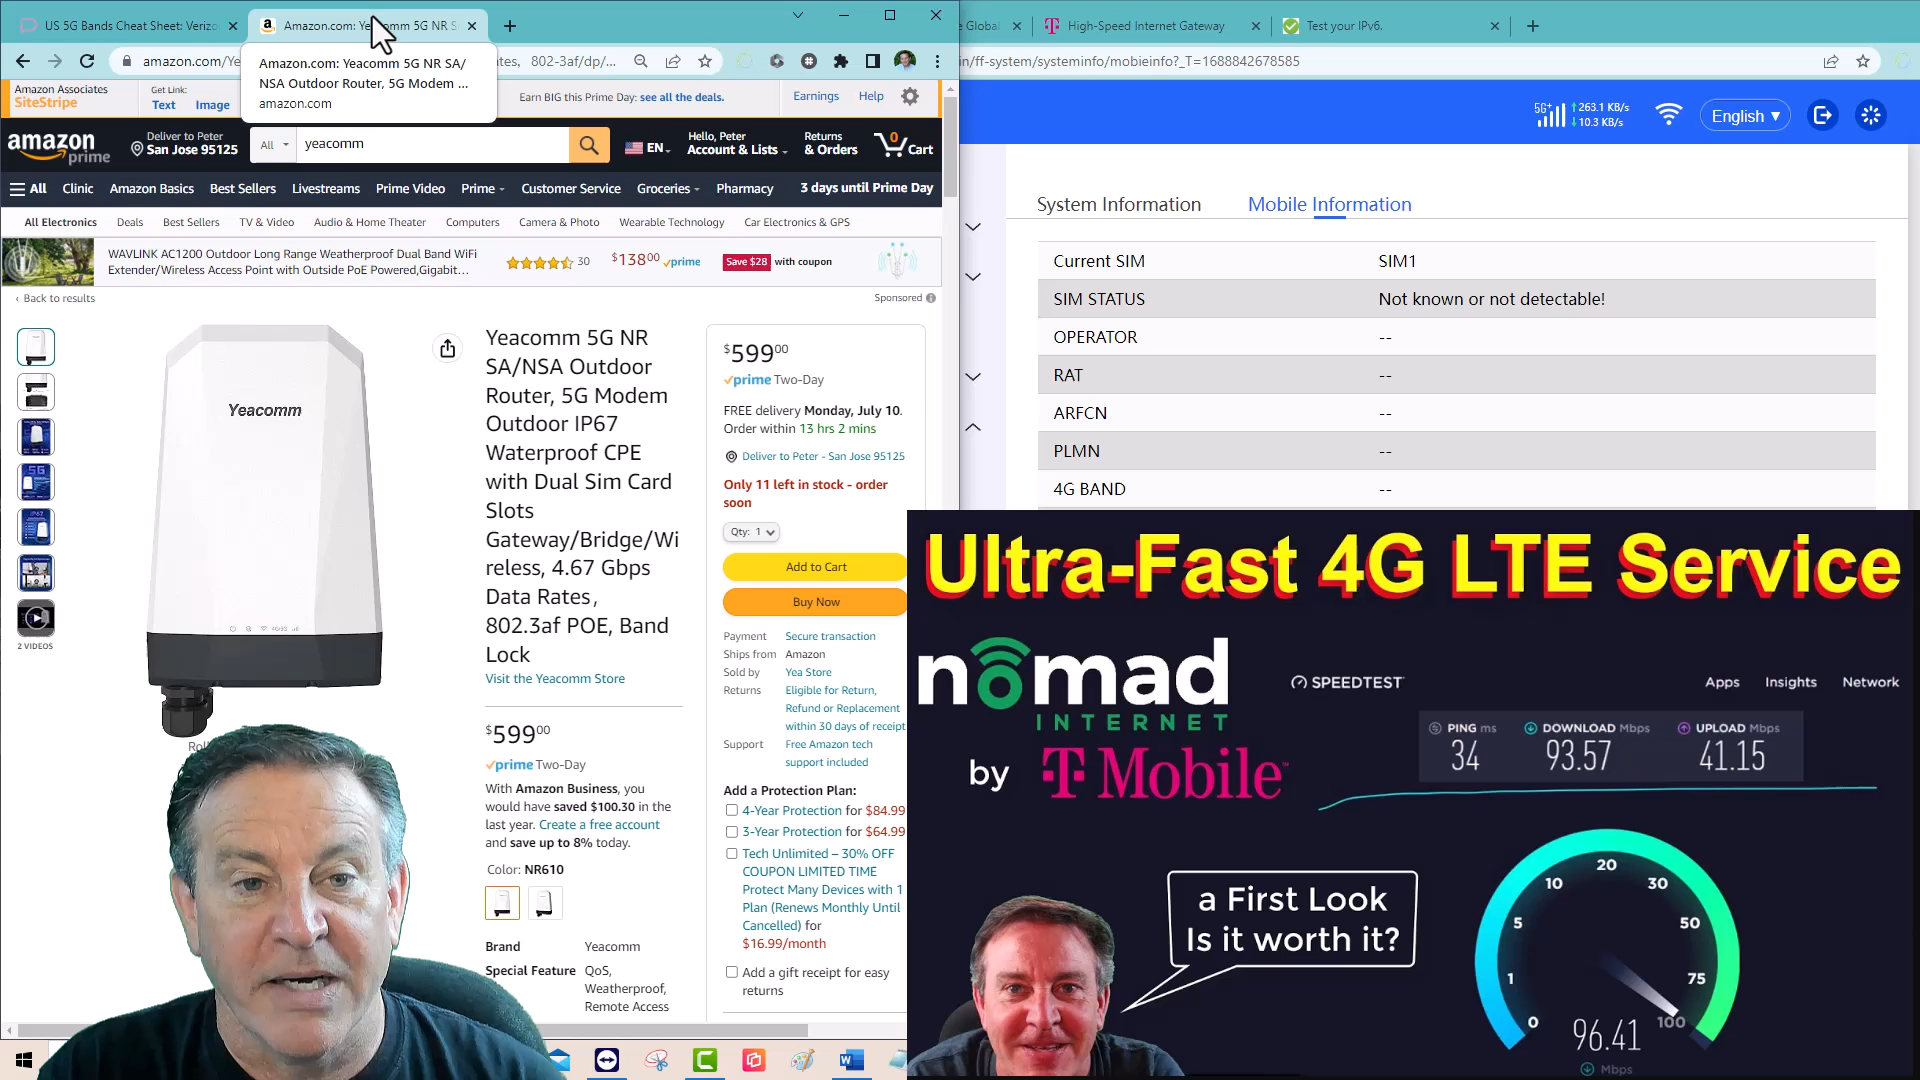 US 5G Bands Cheat Sheet: Verizo
Amazon.com: Yeacomm 5G NR S
e Global
High-Speed Internet Gateway
Test your IPv6.
amazon.com/Ye
ates, 802-3af/dp/...
in/ff-system/systeminfo/mobieinfo?_T=1688842678585
Amazon.com: Yeacomm 5G NR SA/
NSA Outdoor Router, 5G Modem ...
amazon.com
Amazon Associates
SiteStripe
Get Link:
Text
Image
Earn BIG this Prime Day: see all the deals.
Earnings
Help
amazon
prime
Deliver to Peter
San Jose 95125
All
yeacomm
EN
Hello, Peter
Account & Lists
Returns
& Orders
0
Cart
All
Clinic
Amazon Basics
Best Sellers
Livestreams
Prime Video
Prime
Customer Service
Groceries
Pharmacy
3 days until Prime Day
All Electronics
Deals
Best Sellers
TV & Video
Audio & Home Theater
Computers
Camera & Photo
Wearable Technology
Car Electronics & GPS
WAVLINK AC1200 Outdoor Long Range Weatherproof Dual Band WiFi
Extender/Wireless Access Point with Outside PoE Powered,Gigabit...
30
$13800
prime
Save $28 with coupon
‹ Back to results
Sponsored
Yeacomm
4G/5G
2 VIDEOS
Yeacomm 5G NR
SA/NSA Outdoor
Router, 5G Modem
Outdoor IP67
Waterproof CPE
with Dual Sim Card
Slots
Gateway/Bridge/Wi
reless, 4.67 Gbps
Data Rates,
802.3af POE, Band
Lock
Visit the Yeacomm Store
$59900
prime Two-Day
With Amazon Business, you
would have saved $100.30 in the
last year. Create a free account
and save up to 8% today.
Color: NR610
Brand Yeacomm
Special Feature QoS,
Weatherproof,
Remote Access
$59900
prime Two-Day
FREE delivery Monday, July 10.
Order within 13 hrs 2 mins
Deliver to Peter - San Jose 95125
Only 11 left in stock - order
soon
Qty: 1
Add to Cart
Buy Now
Payment Secure transaction
Ships from Amazon
Sold by Yea Store
Returns Eligible for Return,
Refund or Replacement
within 30 days of receipt
Support Free Amazon tech
support included
Add a Protection Plan:
4-Year Protection for $84.99
3-Year Protection for $64.99
Tech Unlimited – 30% OFF
COUPON LIMITED TIME
Protect Many Devices with 1
Plan (Renews Monthly Until
Cancelled) for
$16.99/month
Add a gift receipt for easy
returns
5G+
263.1 KB/s
10.3 KB/s
English ▾
System Information
Mobile Information
Current SIM SIM1
SIM STATUS Not known or not detectable!
OPERATOR --
RAT --
ARFCN --
PLMN --
4G BAND --
Ultra-Fast 4G LTE Service
nomad
INTERNET
by T Mobile
SPEEDTEST
Apps
Insights
Network
PING ms
34
DOWNLOAD Mbps
93.57
UPLOAD Mbps
41.15
a First Look
Is it worth it?
0
1
5
10
20
30
50
75
100
96.41
Mbps